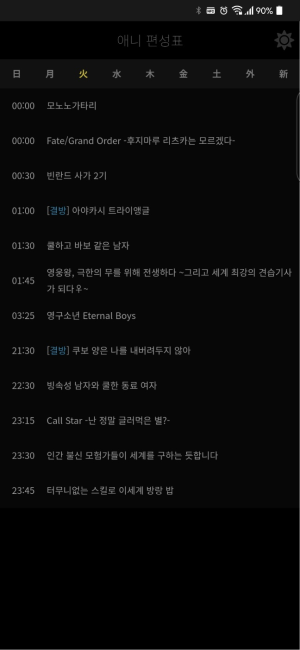 90%
애니 편성표
일 월 火 수 목 금 토 외 新
00:00 모노노가타리
00:00 Fate/Grand Order -후지마루 리츠카는 모르겠다-
00:30 빈란드 사가 2기
01:00 [결방] 아야카시 트라이앵글
01:30 쿨하고 바보 같은 남자
01:45 영웅왕, 극한의 무를 위해 전생하다 ~그리고 세계 최강의 견습기사
가 되다♀~
03:25 영구소년 Eternal Boys
21:30 [결방] 쿠보 양은 나를 내버려두지 않아
22:30 빙속성 남자와 쿨한 동료 여자
23:15 Call Star -난 정말 글러먹은 별?-
23:30 인간 불신 모험가들이 세계를 구하는 듯합니다
23:45 터무니없는 스킬로 이세계 방랑 밥